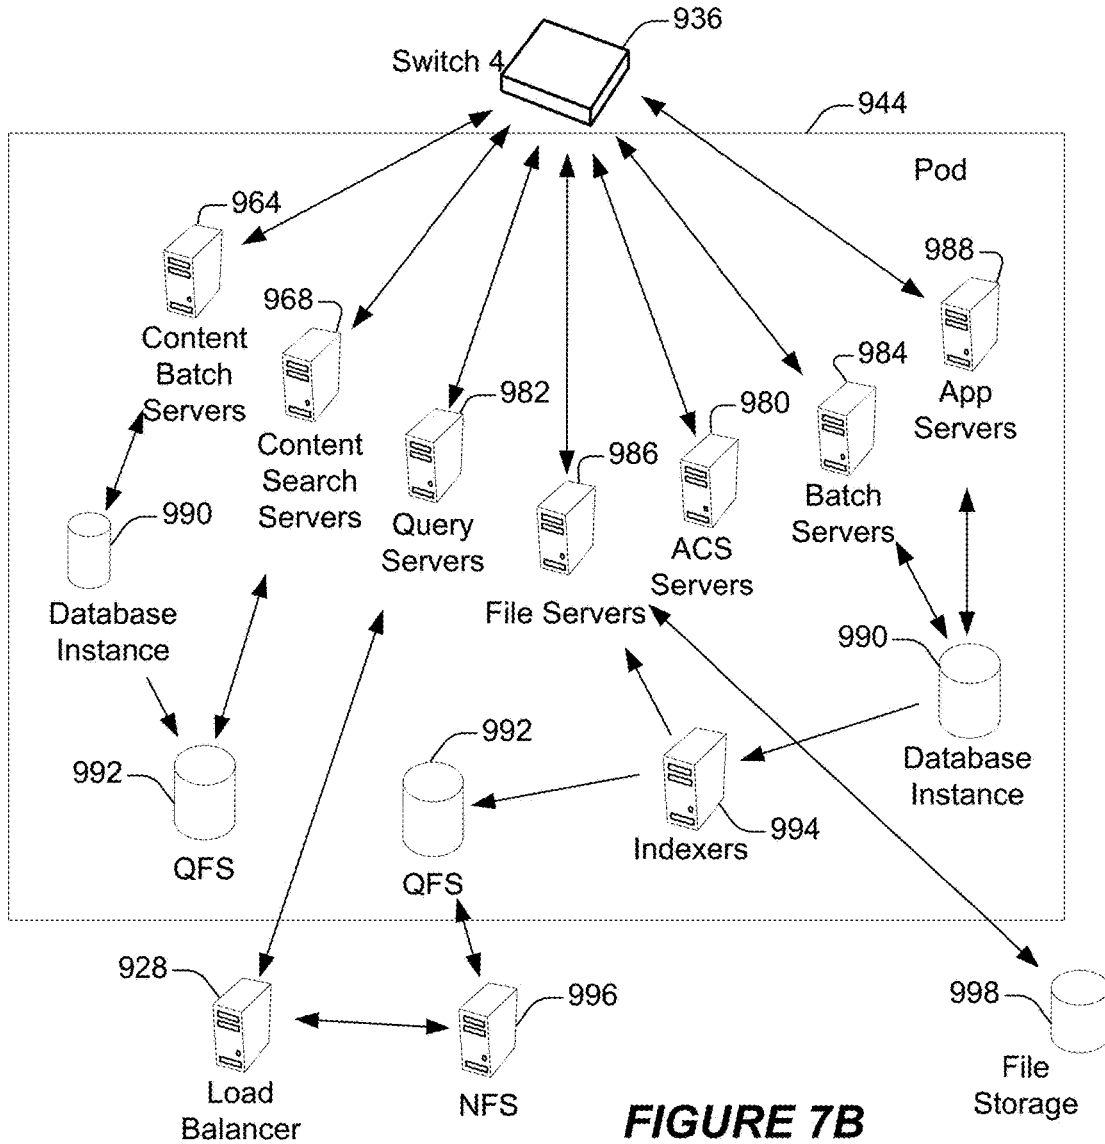 936
Switch 4
944
Pod
964
988
968
Content
Batch
Servers
984
982
980
App
Servers
Content
Search
Servers
986
990
Query
Servers
Batch
Servers
ACS
Servers
Database
Instance
File Servers
990
992
992
Database
Instance
994
Indexers
QFS
QFS
928
996
998
Load
Balancer
NFS
File
Storage
FIGURE 7B